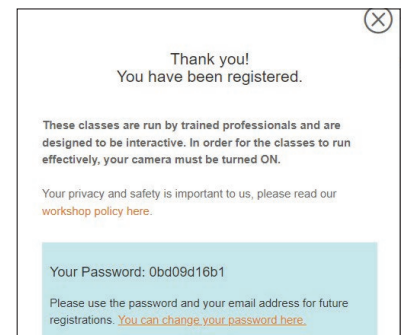 Thank you!
You have been registered.
These classes are run by trained professionals and are
designed to be interactive. In order for the classes to run
effectively, your camera must be turned ON.
Your privacy and safety is important to us, please read our
workshop policy here.
Your Password: 0bd09d16b1
Please use the password and your email address for future
registrations. You can change your password here.